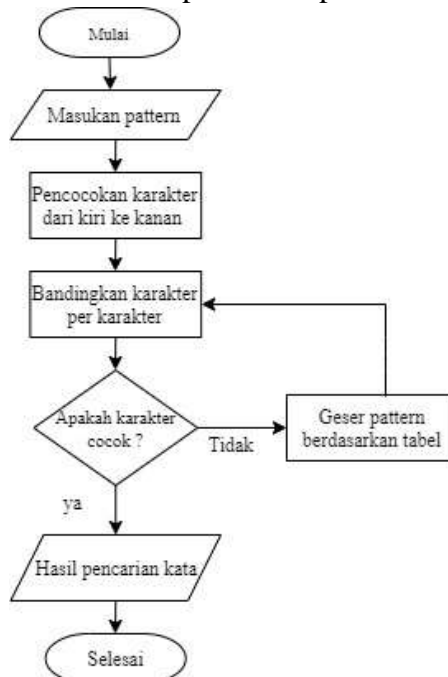 Mulai
Masukan pattern
Pencocokan karakter
dari kiri ke kanan
Bandingkan karakter
per karakter
Apakah karakter
cocok ?
Tidak
Geser pattern
berdasarkan tabel
ya
Hasil pencarian kata
Selesai